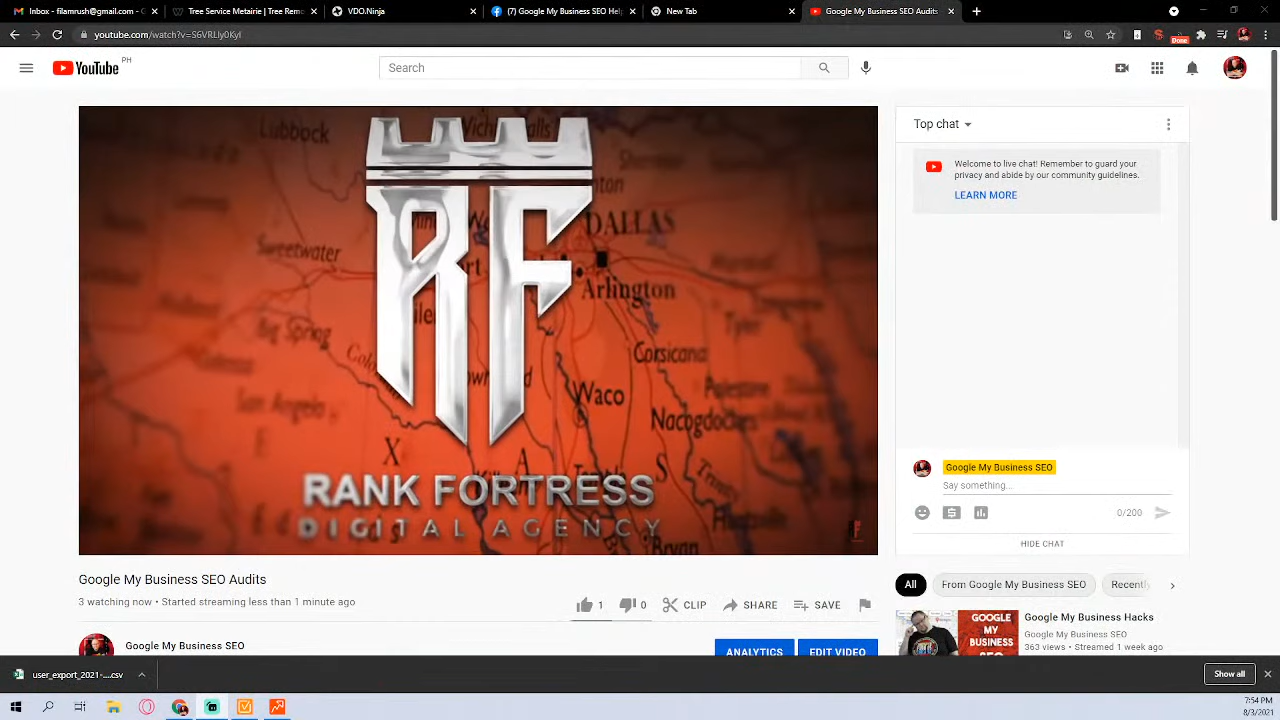 Inbox - filamrush@gmail.com - G
Tree Service Metairie | Tree Rem
VDO.Ninja
(7) Google My Business SEO Help
New Tab
Google My Business SEO Audits
youtube.com/watch?v=SGVRLly0KyI
Done
YouTube PH
Search
Lubbock
Sherman
DALLAS
Sweetwater
Arlington
Big Spring
Tyler
Corsicana
Waco
San Angelo
Nacogdoches
X A S
RANK FORTRESS
DIGITAL AGENCY
Bryan
Google My Business SEO Audits
3 watching now • Started streaming less than 1 minute ago
1 0 CLIP SHARE SAVE
Google My Business SEO
ANALYTICS EDIT VIDEO
Top chat
Welcome to live chat! Remember to guard your
privacy and abide by our community guidelines.
LEARN MORE
Google My Business SEO
Say something...
0/200
HIDE CHAT
All From Google My Business SEO Recently
GOOGLE
MY
BUSINESS
SEO
Google My Business Hacks
Google My Business SEO
363 views • Streamed 1 week ago
user_export_2021-....csv
Show all
7:54 PM
8/3/2021